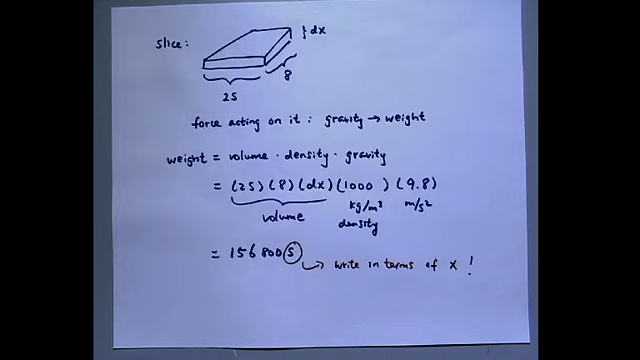 slice:
} dx
8
2s
force acting on it : gravity → weight
weight = volume · density · gravity
= (2s)(8)(dx)(1000 )(9.8)
kg/m³ m/s²
volume
density
= 156800 s
→ write in terms of x !